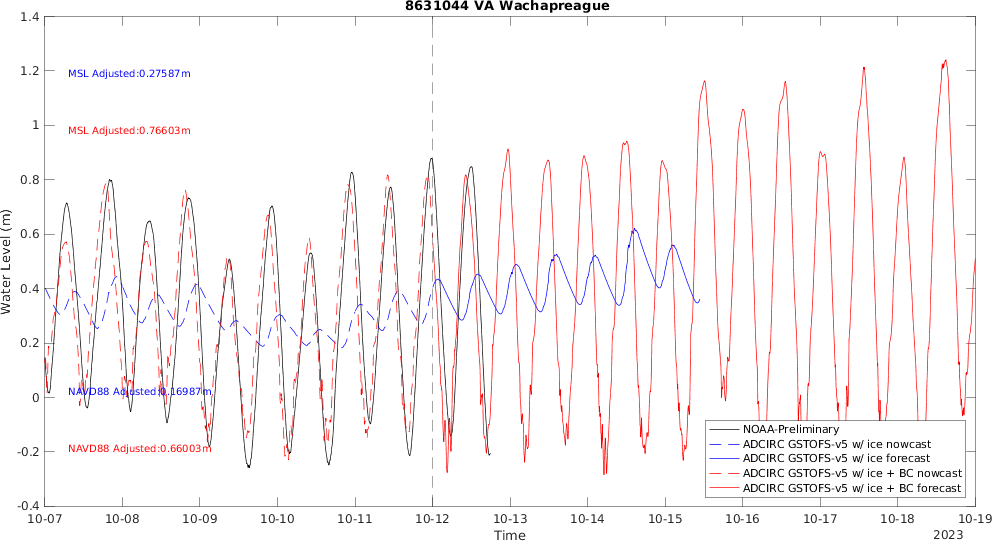 8631044 VA Wachapreague
1.4
1.2
1
0.8
0.6
0.4
0.2
0
-0.2
-0.4
Water Level (m)
MSL Adjusted:0.27587m
MSL Adjusted:0.76603m
NAVD88 Adjusted:0.16987m
NAVD88 Adjusted:0.66003m
NOAA-Preliminary
ADCIRC GSTOFS-v5 w/ ice nowcast
ADCIRC GSTOFS-v5 w/ ice forecast
ADCIRC GSTOFS-v5 w/ ice + BC nowcast
ADCIRC GSTOFS-v5 w/ ice + BC forecast
10-07 10-08 10-09 10-10 10-11 10-12 10-13 10-14 10-15 10-16 10-17 10-18 10-19
Time
2023